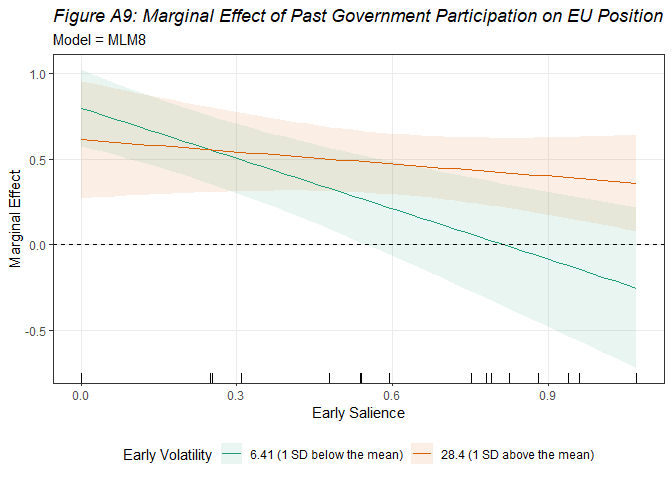 Figure A9: Marginal Effect of Past Government Participation on EU Position
Model = MLM8
1.0
0.5
0.0
-0.5
Marginal Effect
0.0 0.3 0.6 0.9
Early Salience
Early Volatility 6.41 (1 SD below the mean) 28.4 (1 SD above the mean)